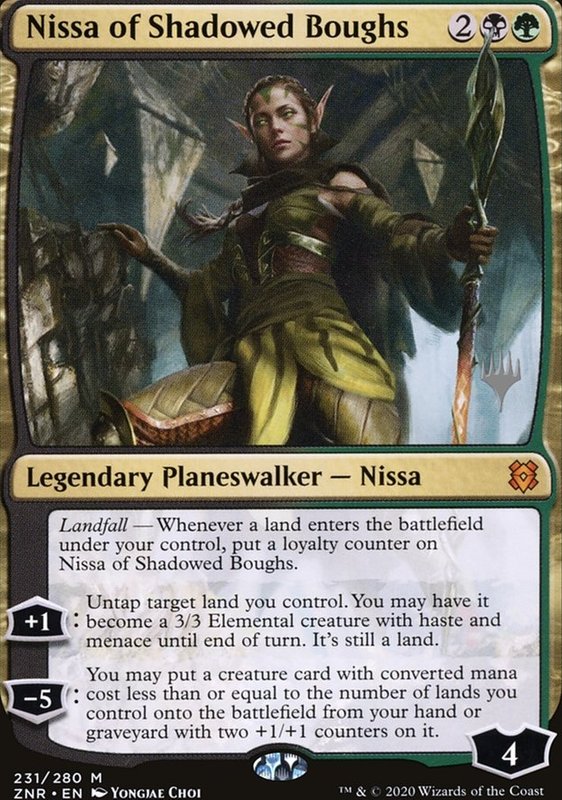 Nissa of Shadowed Boughs 2
Legendary Planeswalker — Nissa
Landfall — Whenever a land enters the battlefield
under your control, put a loyalty counter on
Nissa of Shadowed Boughs.
+1: Untap target land you control. You may have it
become a 3/3 Elemental creature with haste and
menace until end of turn. It's still a land.
−5: You may put a creature card with converted mana
cost less than or equal to the number of lands you
control onto the battlefield from your hand or
graveyard with two +1/+1 counters on it.
4
231/280 M
ZNR • EN Yongjae Choi
™ & © 2020 Wizards of the Coast